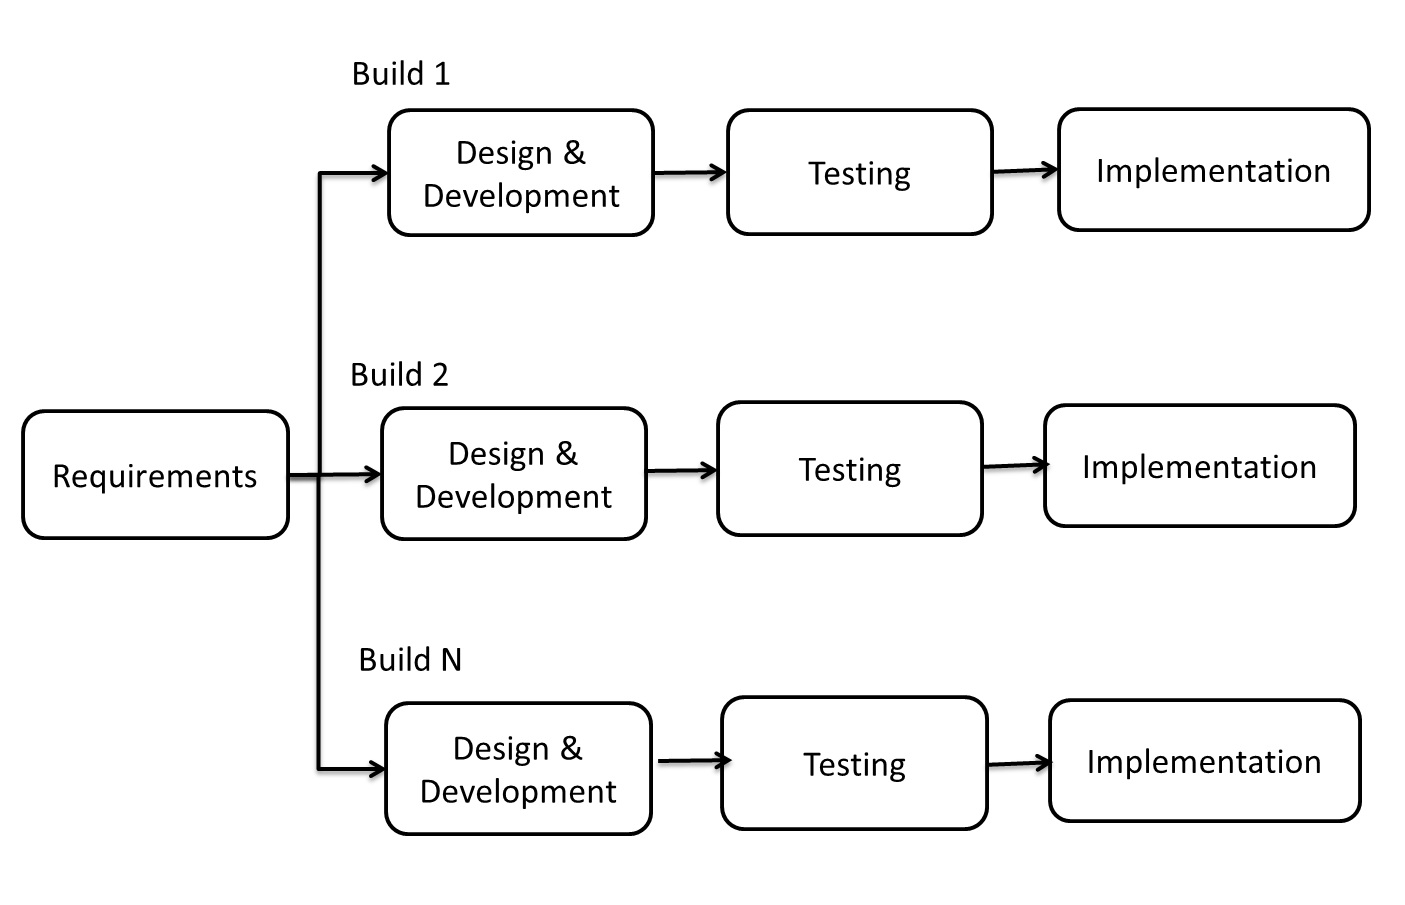 Build 1
Design &
Development
Testing
Implementation
Build 2
Requirements
Design &
Development
Testing
Implementation
Build N
Design &
Development
Testing
Implementation